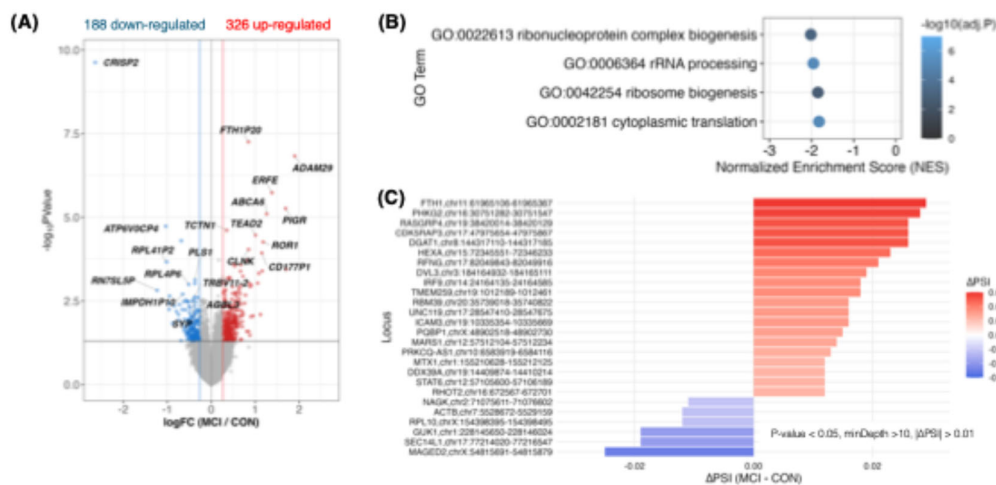 (A)
188 down-regulated 326 up-regulated
10.0
7.5
5.0
2.5
0.0
-log10PValue
CRISP2
FTH1P20
ADAM29
ERFE
ABCA6
PIGR
TCTN1
TEAD2
ATP6V0CP4
ROR1
RPL41P2
PLS1
CLNK
CD177P1
RPL4P6
RN7SL5P
IMPDH1P10
AGBL3
SYP
-2 -1 0 1 2
logFC (MCI / CON)
(B)
GO Term
GO:0022613 ribonucleoprotein complex biogenesis
GO:0006364 rRNA processing
GO:0042254 ribosome biogenesis
GO:0002181 cytoplasmic translation
-3 -2 -1 0
Normalized Enrichment Score (NES)
-log10(adj.P)
6
4
2
0
(C)
Locus
FTH1,chr11:61965106-61965367
PHKG2,chr16:30751282-30751547
RASGRP4,chr19:38420014-38420129
CDK5RAP3,chr17:47975654-47975867
DGAT1,chr8:144317110-144317185
HEXA,chr15:72346551-72346233
RFNG,chr17:82049843-82049916
DVL3,chr3:184164932-184165111
IRF9,chr14:24164135-24164585
TMEM259,chr19:1012189-1012461
RBM39,chr20:35739018-35740822
UNC119,chr17:28547410-28547675
ICAM3,chr19:10335354-10335669
PQBP1,chrX:48902518-48902730
MARS1,chr12:57512104-57512234
PRKCQ-AS1,chr10:6583919-6584116
MTX1,chr1:155210628-155212125
DDX39A,chr19:14409874-14410214
STAT6,chr12:57105600-57106189
RHOT2,chr16:672567-672701
NAGK,chr2:71075611-71076602
ACTB,chr7:5528672-5529159
RPL10,chrX:154398395-154398495
GUK1,chr1:228145650-228146024
SEC14L1,chr17:77214020-77216547
MAGED2,chrX:54815691-54815879
ΔPSI
P-value < 0.05, minDepth >10, |ΔPSI| > 0.01
-0.02 0.00 0.02
ΔPSI (MCI - CON)